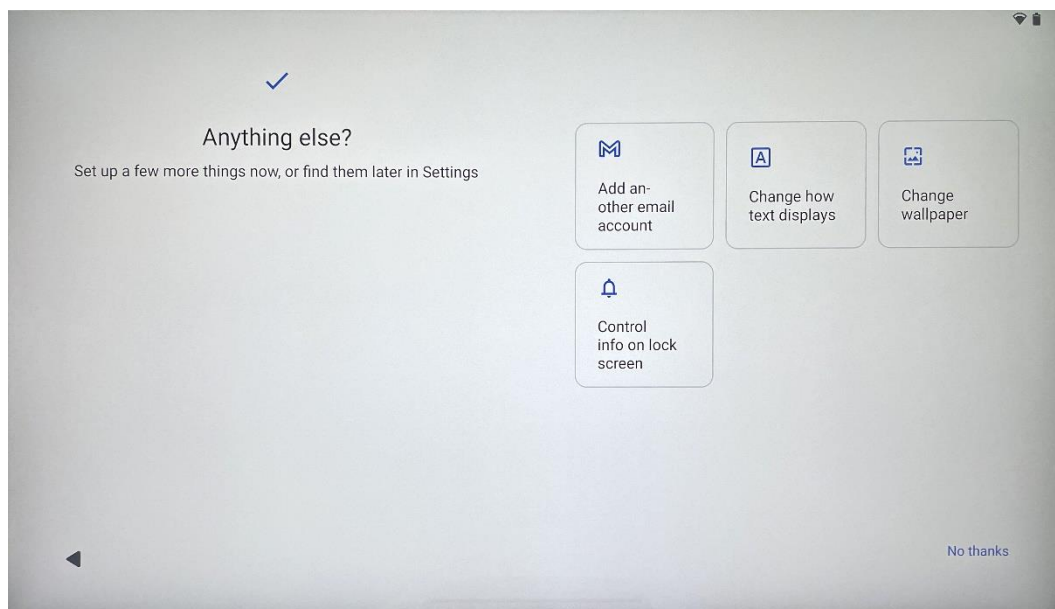 Anything else?
Set up a few more things now, or find them later in Settings
Add an-
other email
account
A
Change how
text displays
Change
wallpaper
Control
info on lock
screen
No thanks